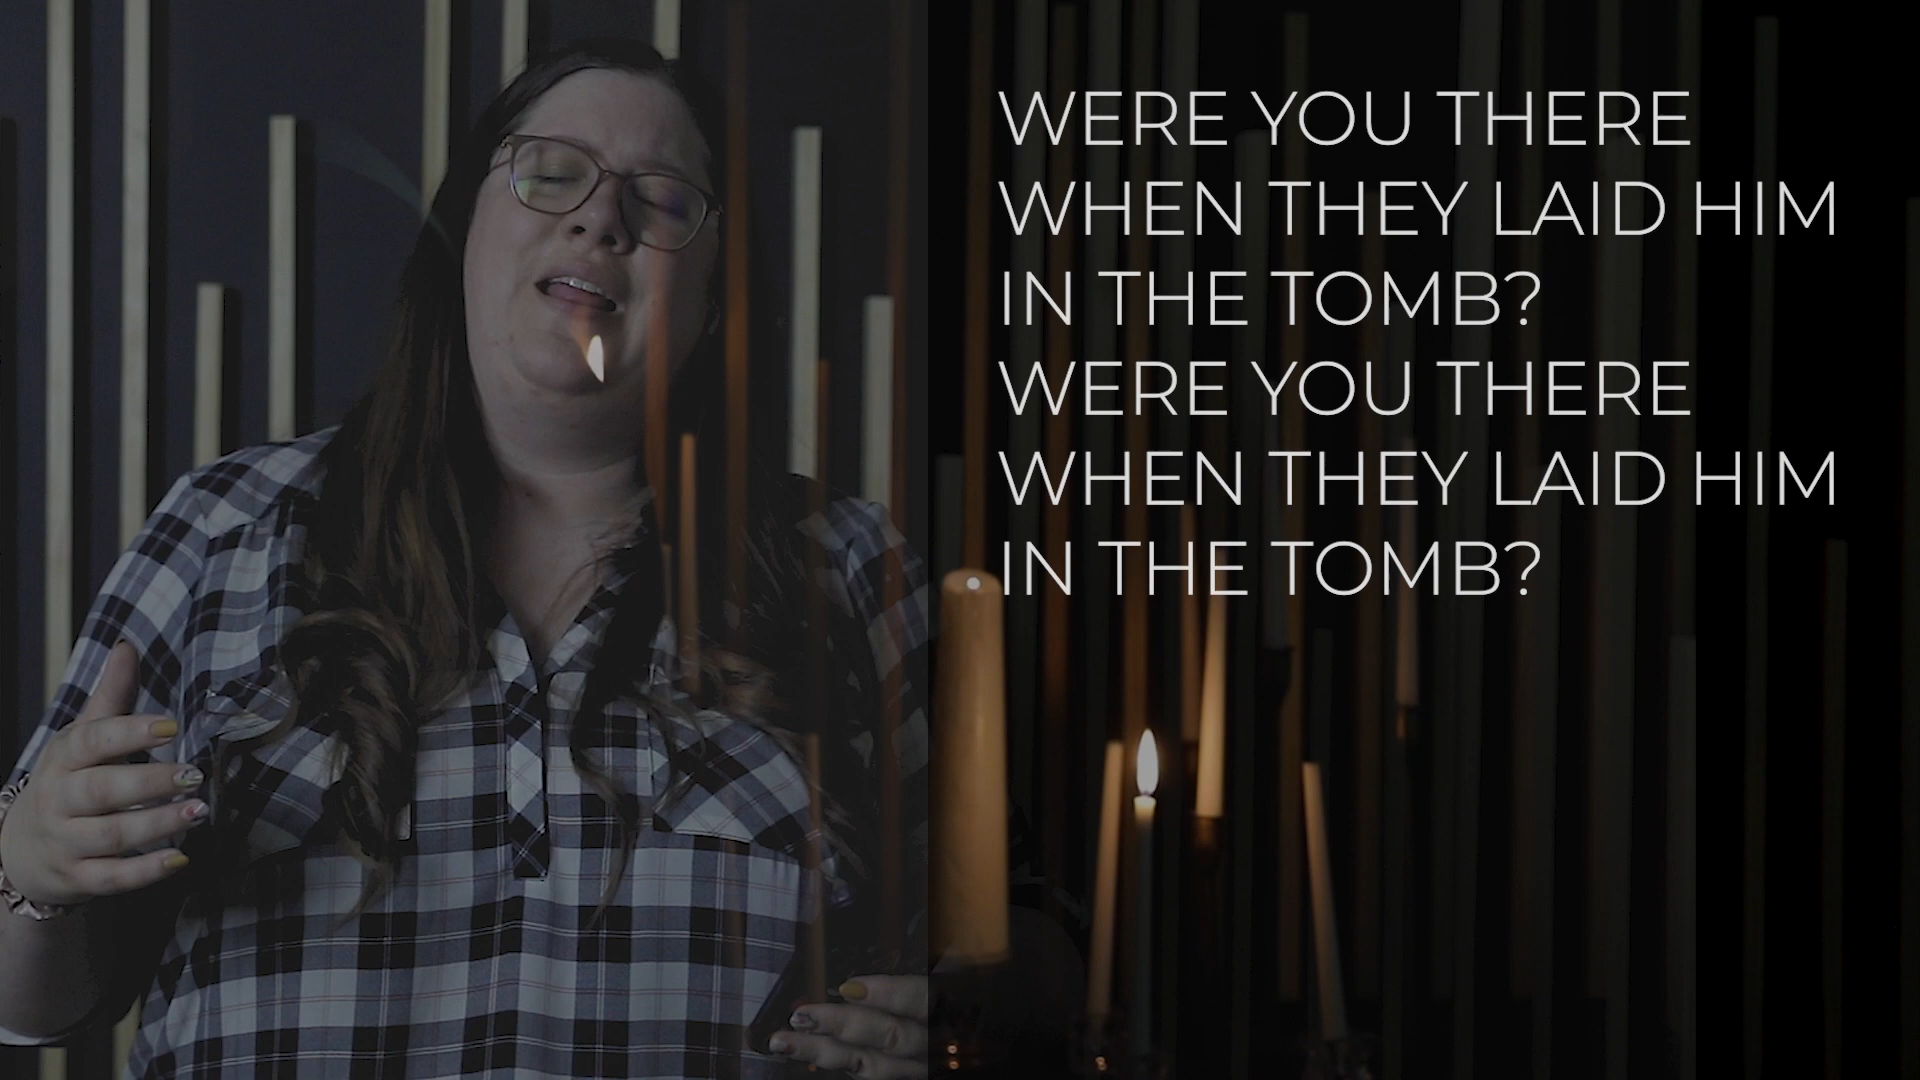 WERE YOU THERE
WHEN THEY LAID HIM
IN THE TOMB?
WERE YOU THERE
WHEN THEY LAID HIM
IN THE TOMB?